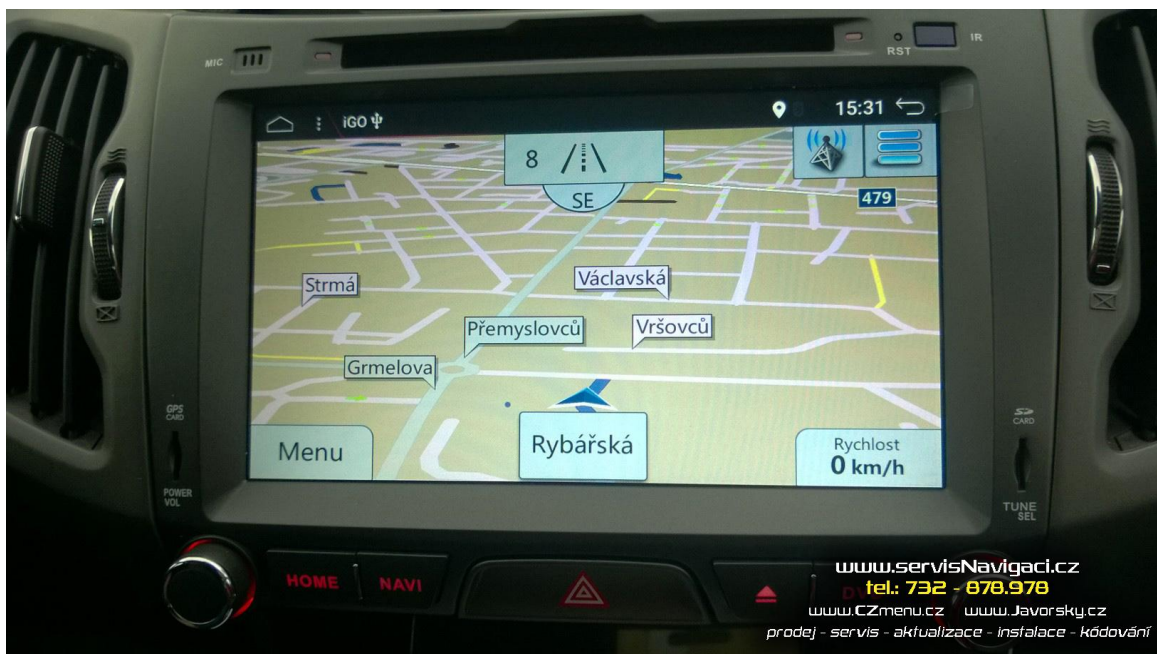 MIC
RST
IR
iGO
15:31
8
SE
479
Strmá
Václavská
Přemyslovců
Vršovců
Grmelova
GPS
CARD
SD
CARD
Menu
Rybářská
Rychlost
0 km/h
POWER
VOL
TUNE
SEL
HOME
NAVI
www.servisNavigaci.cz
tel.: 732 - 878.978
www.CZmenu.cz www.Javorsky.cz
prodej - servis - aktualizace - instalace - kódování